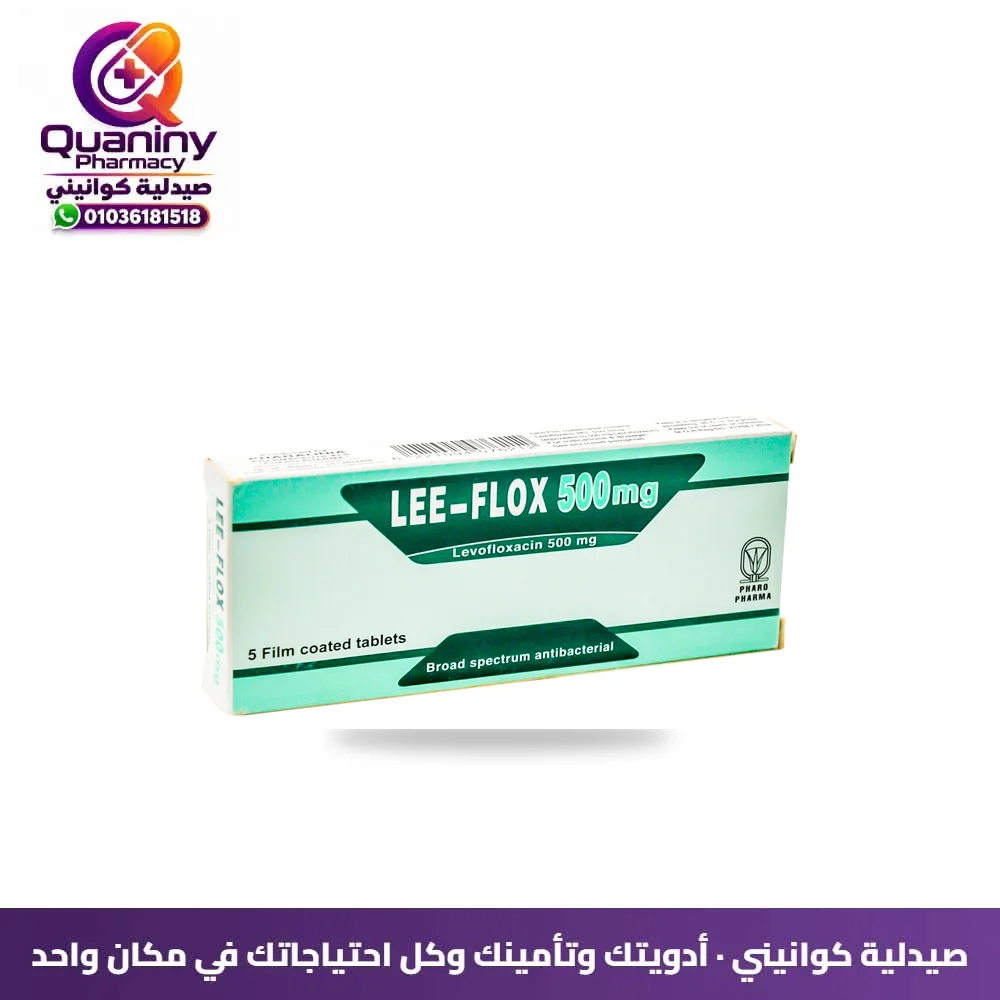 Quaniny
Pharmacy
صيدلية كوانيني
01036181518
LEE-FLOX 500mg
Levofloxacin 500 mg
5 Film coated tablets
Broad spectrum antibacterial
PHARO
PHARMA
LEE-FLOX 500mg
صيدلية كوانيني · أدويتك وتأمينك وكل احتياجاتك في مكان واحد